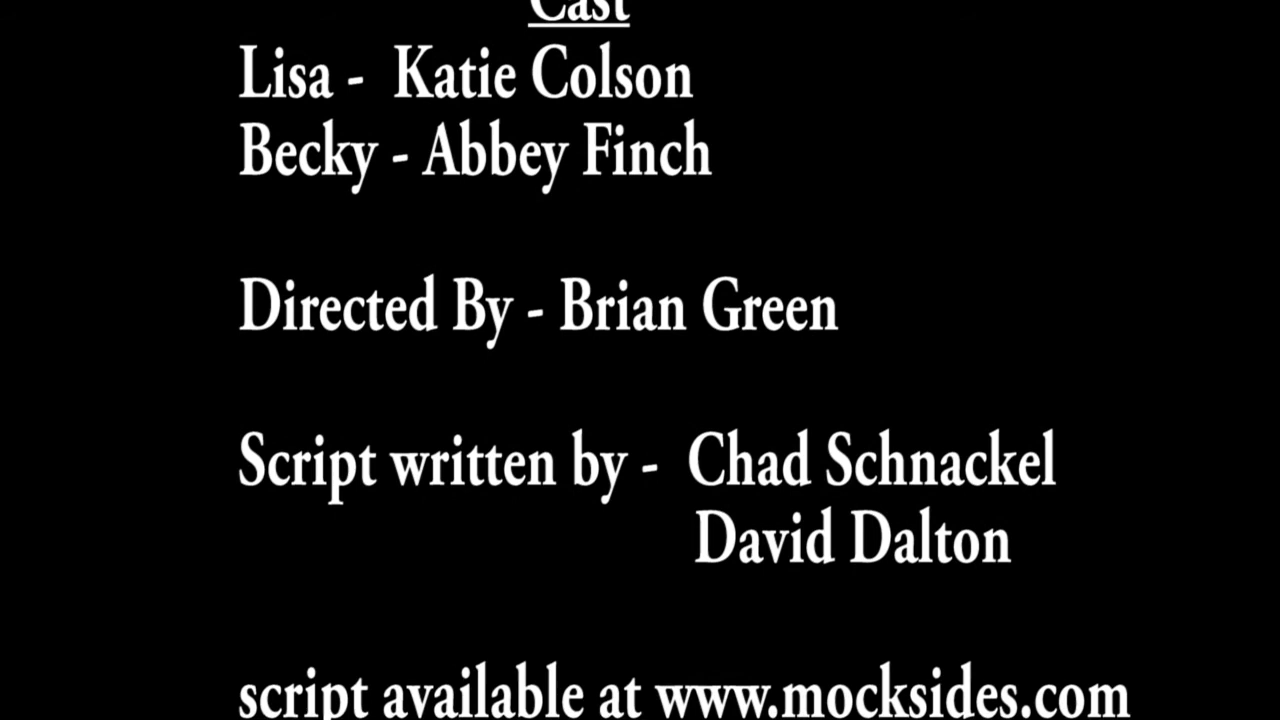 Cast
Lisa - Katie Colson
Becky - Abbey Finch
Directed By - Brian Green
Script written by - Chad Schnackel
David Dalton
script available at www.mocksides.com